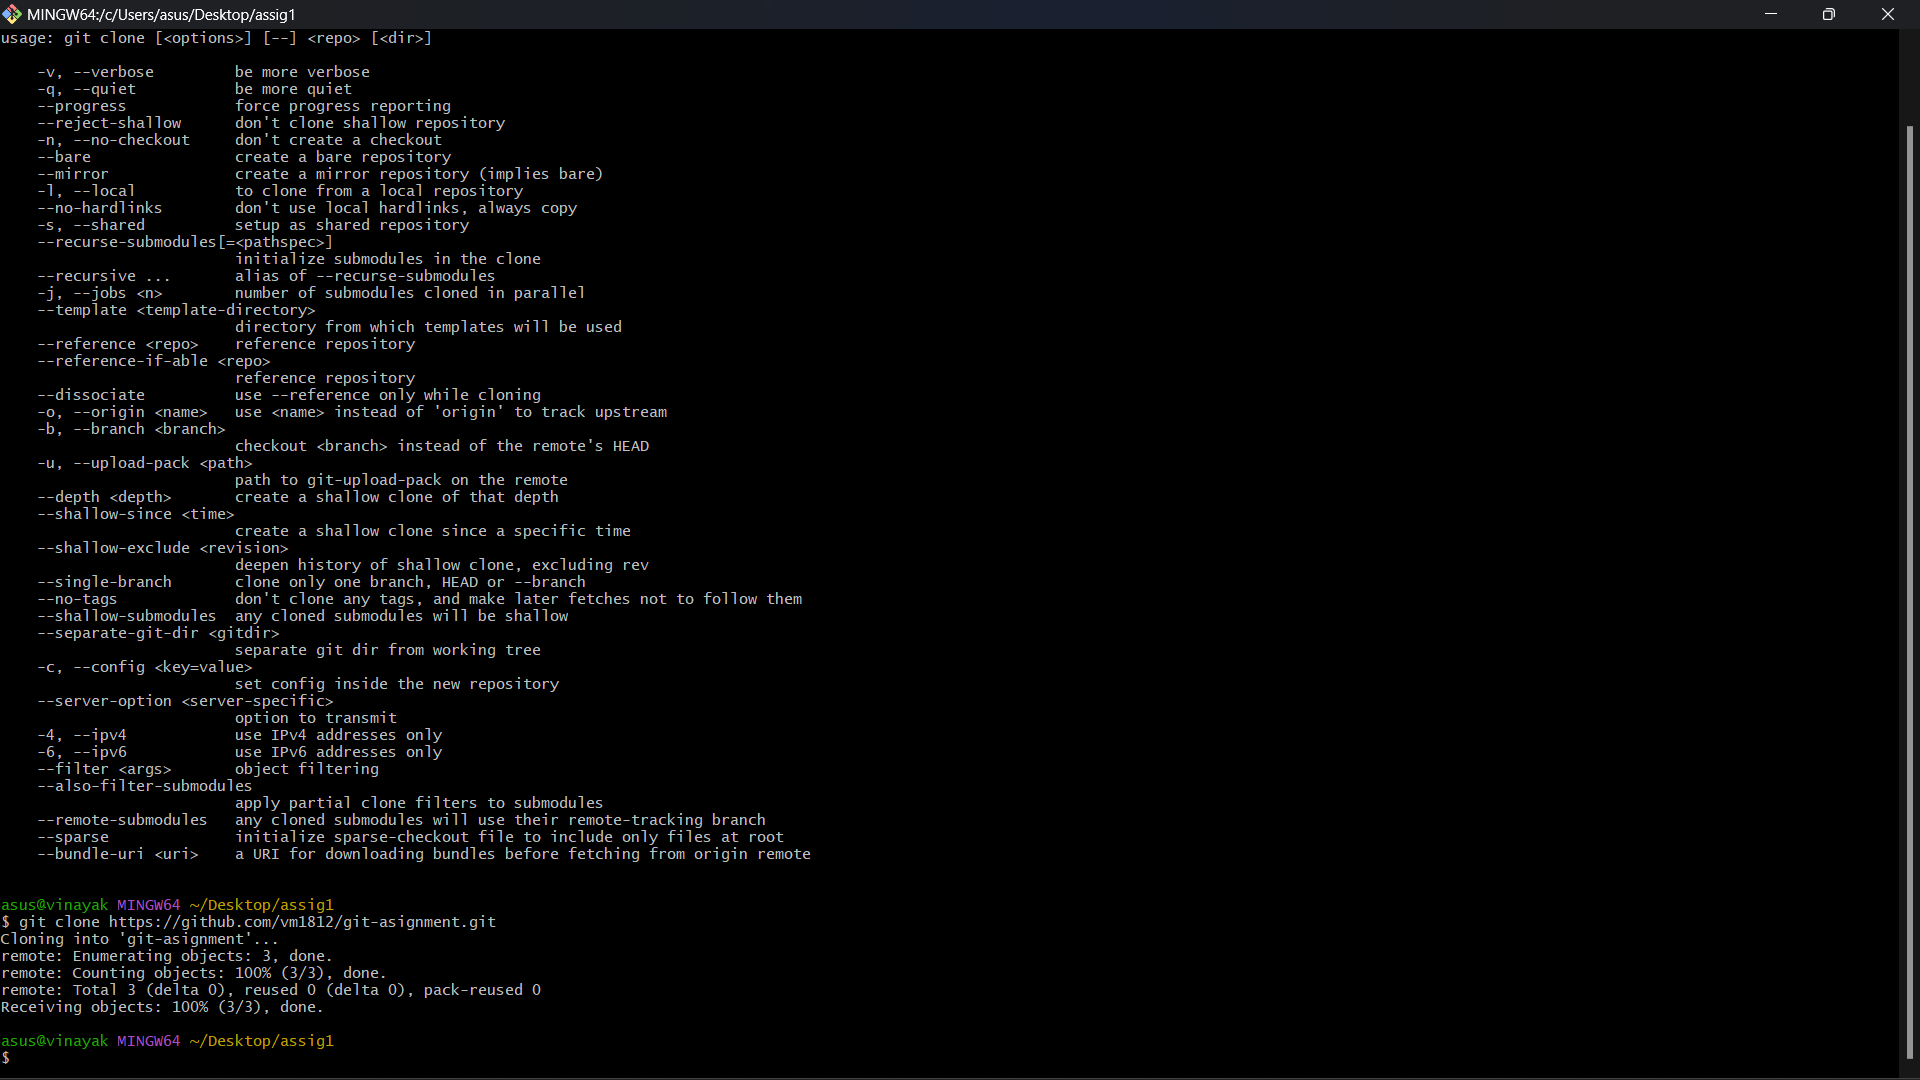 MINGW64:/c/Users/asus/Desktop/assig1
usage: git clone [<options>] [--] <repo> [<dir>]
-v, --verbose         be more verbose
-q, --quiet           be more quiet
--progress            force progress reporting
--reject-shallow      don't clone shallow repository
-n, --no-checkout     don't create a checkout
--bare                create a bare repository
--mirror              create a mirror repository (implies bare)
-l, --local           to clone from a local repository
--no-hardlinks        don't use local hardlinks, always copy
-s, --shared          setup as shared repository
--recurse-submodules[=<pathspec>]
initialize submodules in the clone
--recursive ...       alias of --recurse-submodules
-j, --jobs <n>        number of submodules cloned in parallel
--template <template-directory>
directory from which templates will be used
--reference <repo>    reference repository
--reference-if-able <repo>
reference repository
--dissociate          use --reference only while cloning
-o, --origin <name>   use <name> instead of 'origin' to track upstream
-b, --branch <branch>
checkout <branch> instead of the remote's HEAD
-u, --upload-pack <path>
path to git-upload-pack on the remote
--depth <depth>       create a shallow clone of that depth
--shallow-since <time>
create a shallow clone since a specific time
--shallow-exclude <revision>
deepen history of shallow clone, excluding rev
--single-branch       clone only one branch, HEAD or --branch
--no-tags             don't clone any tags, and make later fetches not to follow them
--shallow-submodules  any cloned submodules will be shallow
--separate-git-dir <gitdir>
separate git dir from working tree
-c, --config <key=value>
set config inside the new repository
--server-option <server-specific>
option to transmit
-4, --ipv4            use IPv4 addresses only
-6, --ipv6            use IPv6 addresses only
--filter <args>       object filtering
--also-filter-submodules
apply partial clone filters to submodules
--remote-submodules   any cloned submodules will use their remote-tracking branch
--sparse              initialize sparse-checkout file to include only files at root
--bundle-uri <uri>    a URI for downloading bundles before fetching from origin remote
asus@vinayak MINGW64 ~/Desktop/assig1
$ git clone https://github.com/vm1812/git-asignment.git
Cloning into 'git-asignment'...
remote: Enumerating objects: 3, done.
remote: Counting objects: 100% (3/3), done.
remote: Total 3 (delta 0), reused 0 (delta 0), pack-reused 0
Receiving objects: 100% (3/3), done.
asus@vinayak MINGW64 ~/Desktop/assig1
$